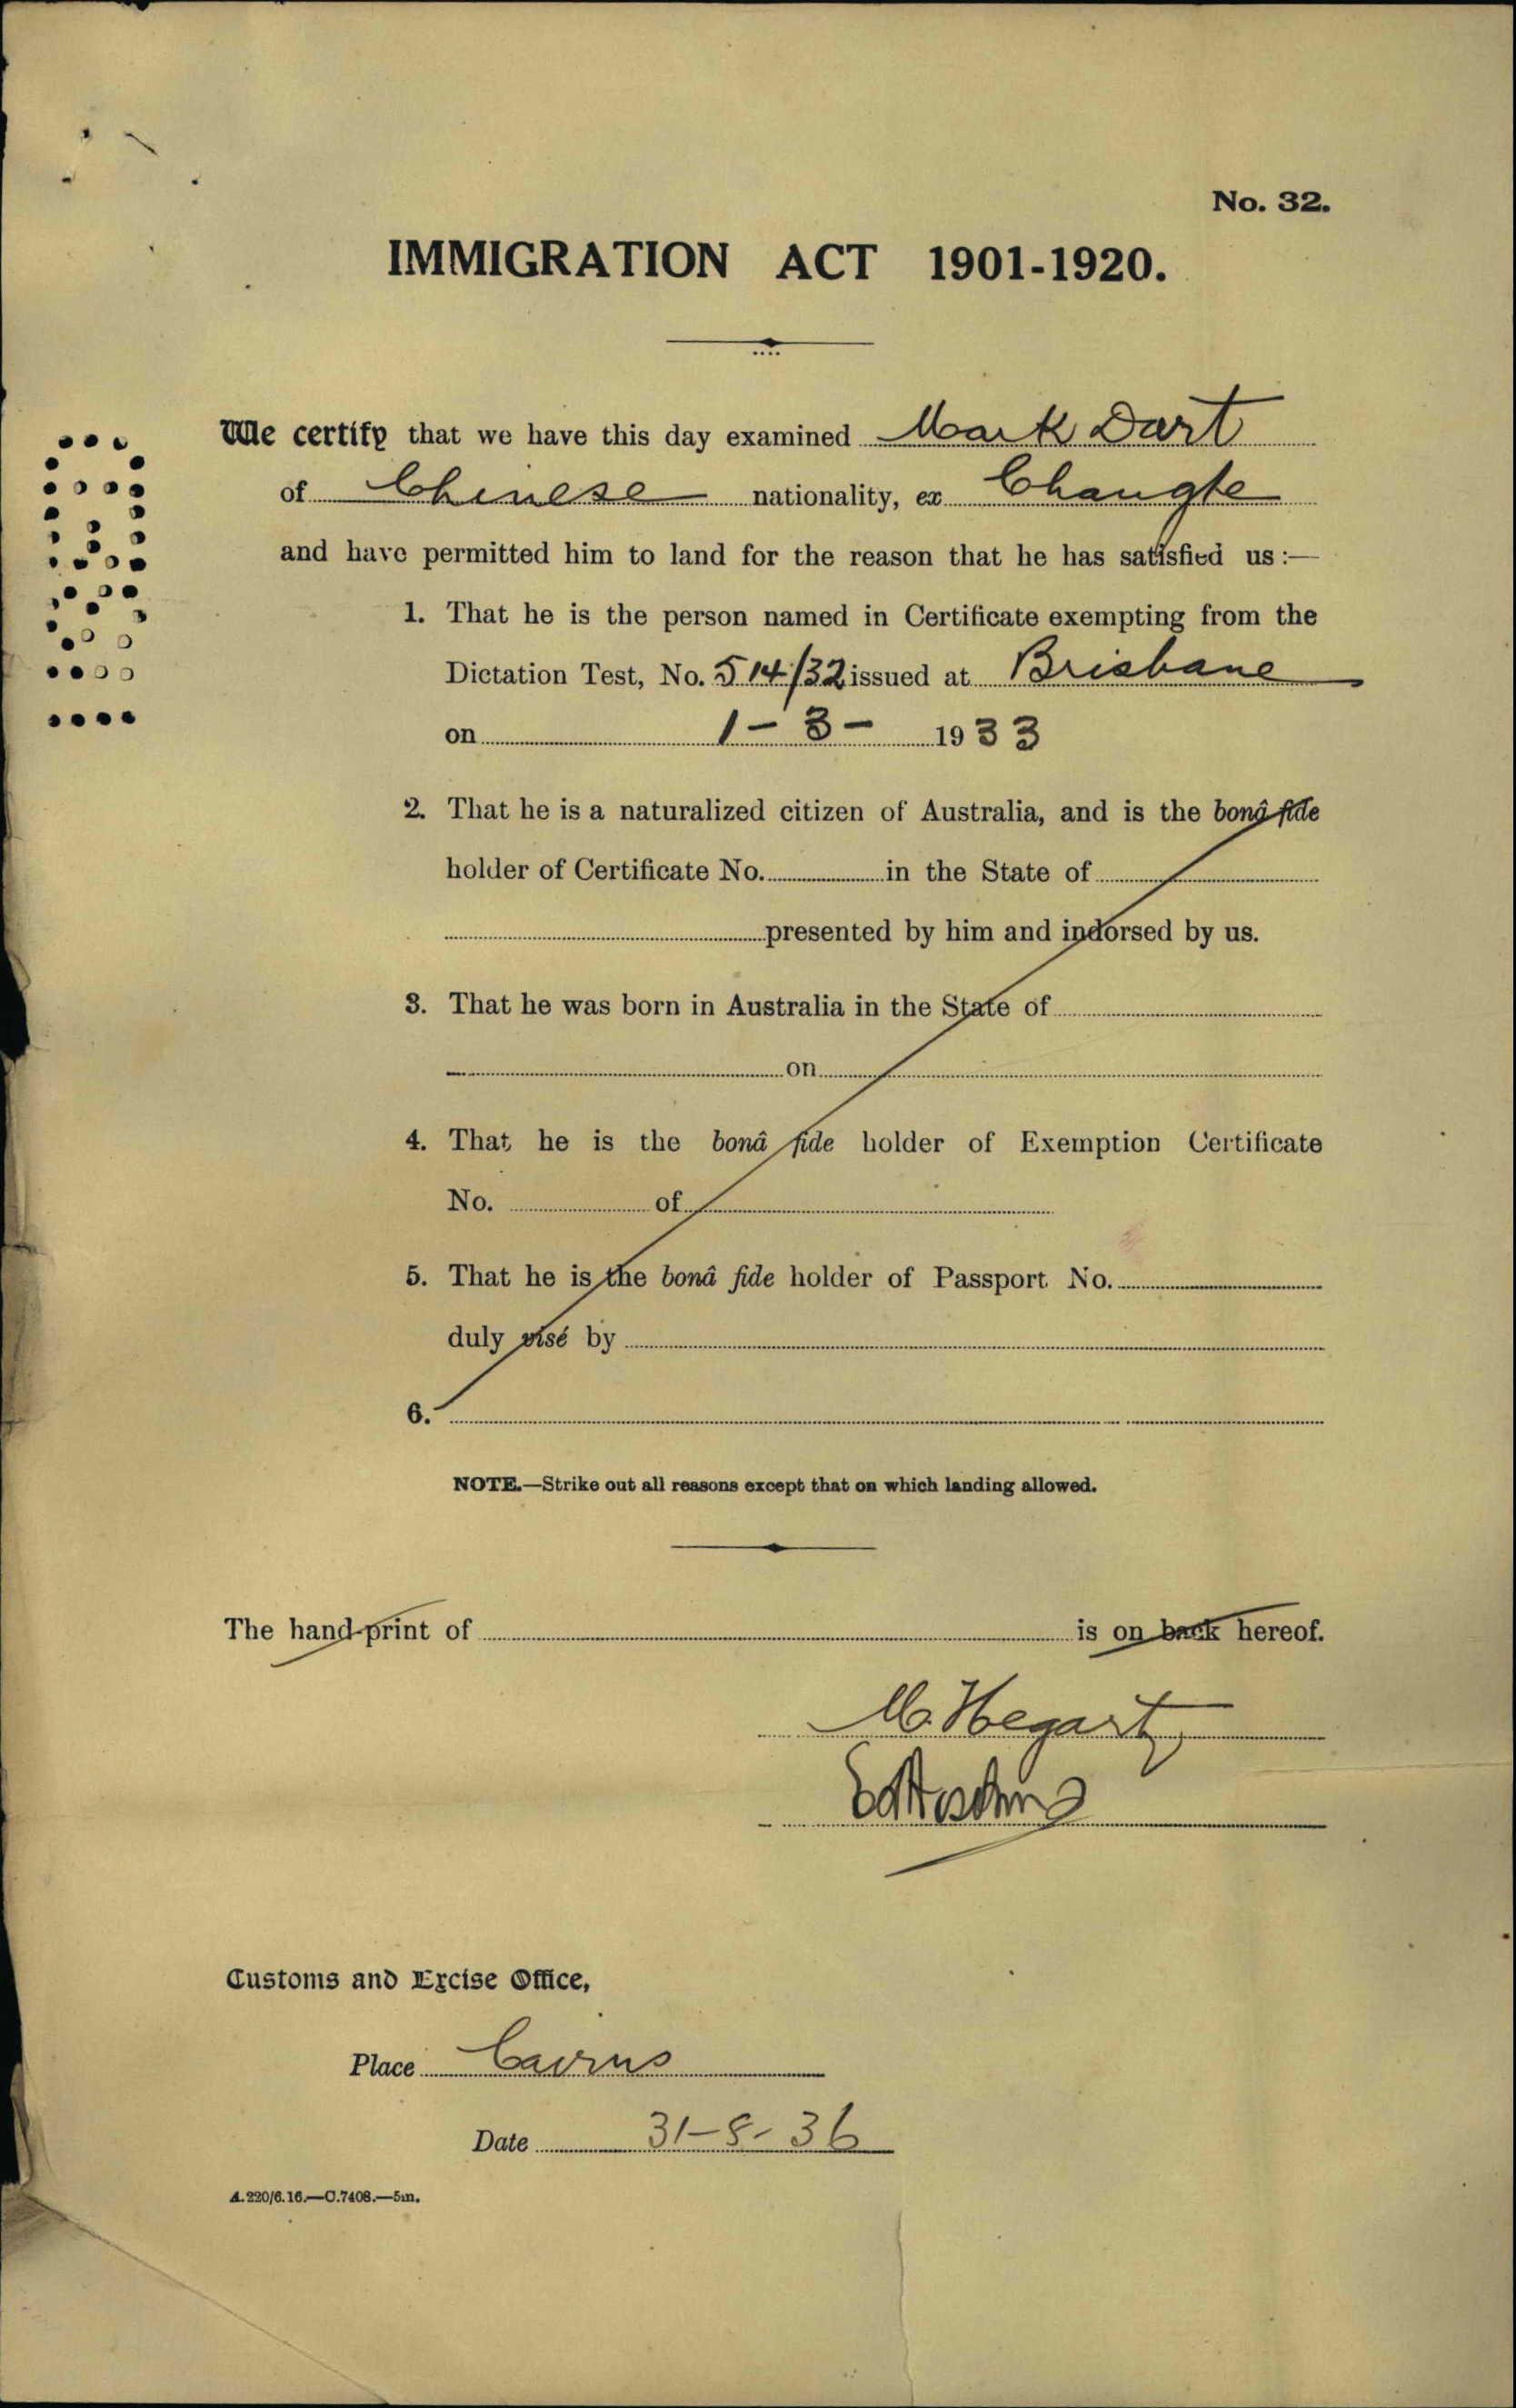 No. 32.
IMMIGRATION ACT 1901-1920.
We certify that we have this day examined Mark Dart
of Chinese nationality, ex Changte
and have permitted him to land for the reason that he has satisfied us:—
1. That he is the person named in Certificate exempting from the
Dictation Test, No. 514/32 issued at Brisbane
on 1-3- 1933
2. That he is a naturalized citizen of Australia, and is the bonâ fide
holder of Certificate No. in the State of
presented by him and indorsed by us.
3. That he was born in Australia in the State of
on
4. That he is the bonâ fide holder of Exemption Certificate
No. of
5. That he is the bonâ fide holder of Passport No.
duly visé by
6.
NOTE.—Strike out all reasons except that on which landing allowed.
The hand-print of is on back hereof.
M. Hegarty
Customs and Excise Office,
Place Cairns
Date 31-8-36
A.220/6.16.—C.7408.—5m.